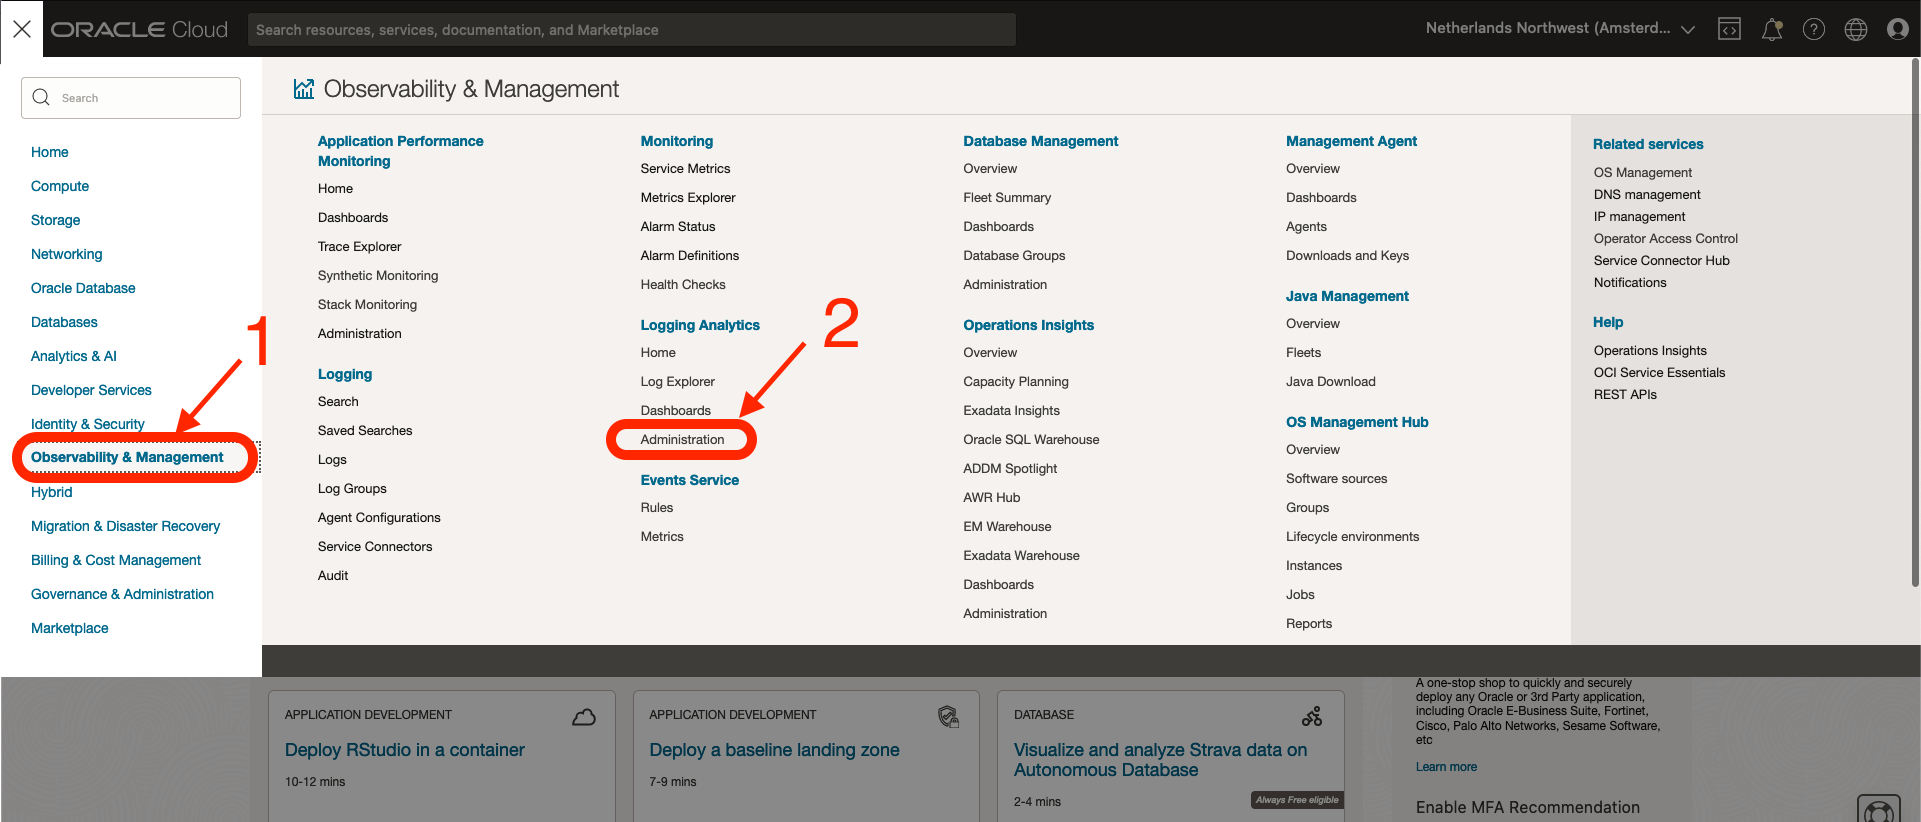 ORACLE Cloud
Search resources, services, documentation, and Marketplace
Netherlands Northwest (Amsterd...
Search
Home
Compute
Storage
Networking
Oracle Database
Databases
Analytics & AI
Developer Services
Identity & Security
Observability & Management
Hybrid
Migration & Disaster Recovery
Billing & Cost Management
Governance & Administration
Marketplace
1
2
Observability & Management
Application Performance
Monitoring
Home
Dashboards
Trace Explorer
Synthetic Monitoring
Stack Monitoring
Administration
Logging
Search
Saved Searches
Logs
Log Groups
Agent Configurations
Service Connectors
Audit
Monitoring
Service Metrics
Metrics Explorer
Alarm Status
Alarm Definitions
Health Checks
Logging Analytics
Home
Log Explorer
Dashboards
Administration
Events Service
Rules
Metrics
Database Management
Overview
Fleet Summary
Dashboards
Database Groups
Administration
Operations Insights
Overview
Capacity Planning
Exadata Insights
Oracle SQL Warehouse
ADDM Spotlight
AWR Hub
EM Warehouse
Exadata Warehouse
Dashboards
Administration
Management Agent
Overview
Dashboards
Agents
Downloads and Keys
Java Management
Overview
Fleets
Java Download
OS Management Hub
Overview
Software sources
Groups
Lifecycle environments
Instances
Jobs
Reports
Related services
OS Management
DNS management
IP management
Operator Access Control
Service Connector Hub
Notifications
Help
Operations Insights
OCI Service Essentials
REST APIs
APPLICATION DEVELOPMENT
Deploy RStudio in a container
10-12 mins
APPLICATION DEVELOPMENT
Deploy a baseline landing zone
7-9 mins
DATABASE
Visualize and analyze Strava data on
Autonomous Database
2-4 mins
Always Free eligible
A one-stop shop to quickly and securely
deploy any Oracle or 3rd Party application,
including Oracle E-Business Suite, Fortinet,
Cisco, Palo Alto Networks, Sesame Software,
etc
Learn more
Enable MFA Recommendation